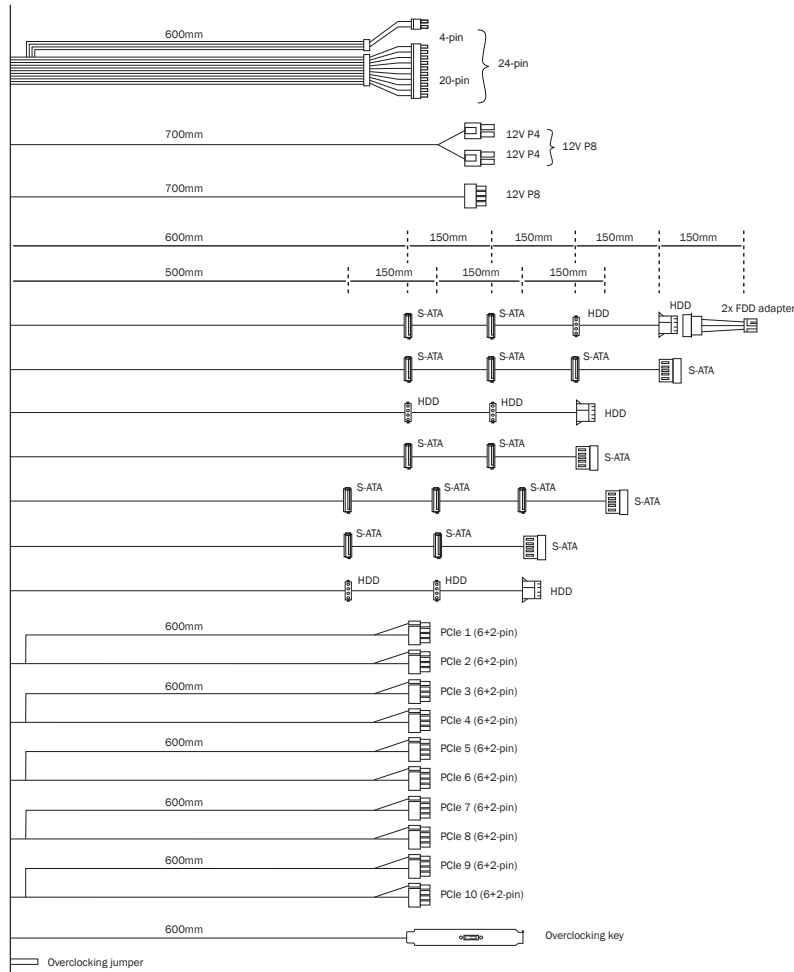 600mm
4-pin
20-pin
24-pin
700mm
12V P4
12V P4
12V P8
700mm
12V P8
600mm 150mm 150mm 150mm 150mm
500mm 150mm 150mm 150mm
S-ATA S-ATA HDD HDD 2x FDD adapter
S-ATA S-ATA S-ATA S-ATA
HDD HDD HDD
S-ATA S-ATA S-ATA
S-ATA S-ATA S-ATA S-ATA
S-ATA S-ATA S-ATA
HDD HDD HDD
600mm PCIe 1 (6+2-pin)
PCIe 2 (6+2-pin)
600mm PCIe 3 (6+2-pin)
PCIe 4 (6+2-pin)
600mm PCIe 5 (6+2-pin)
PCIe 6 (6+2-pin)
600mm PCIe 7 (6+2-pin)
PCIe 8 (6+2-pin)
600mm PCIe 9 (6+2-pin)
PCIe 10 (6+2-pin)
600mm Overclocking key
Overclocking jumper